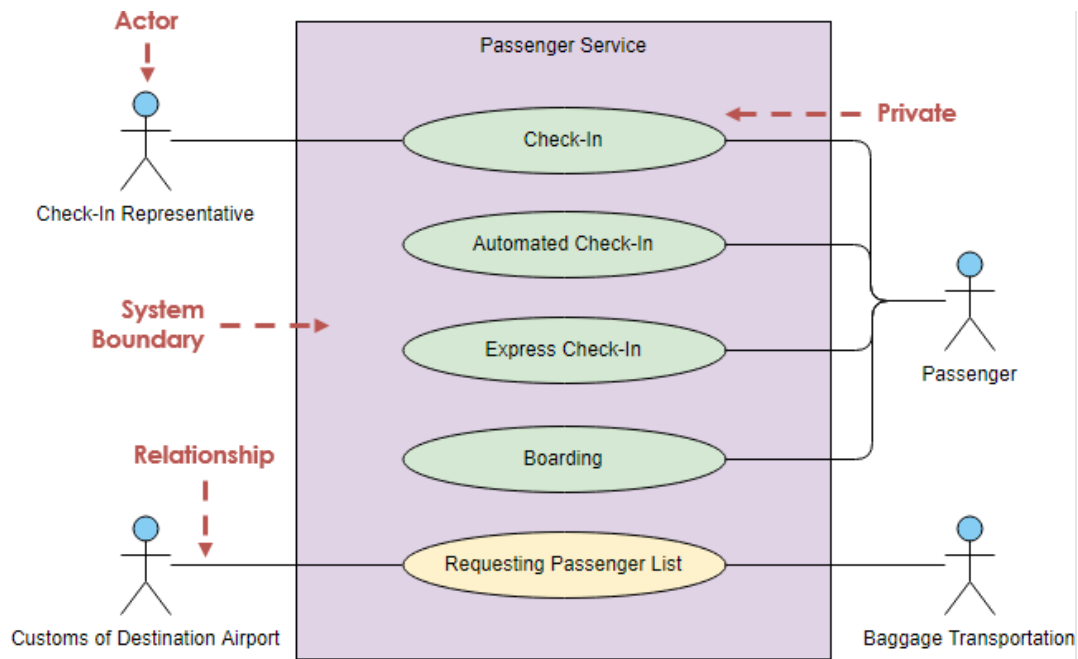 Actor
Passenger Service
Check-In
Private
Check-In Representative
Automated Check-In
System
Boundary
Express Check-In
Passenger
Relationship
Boarding
Requesting Passenger List
Customs of Destination Airport
Baggage Transportation